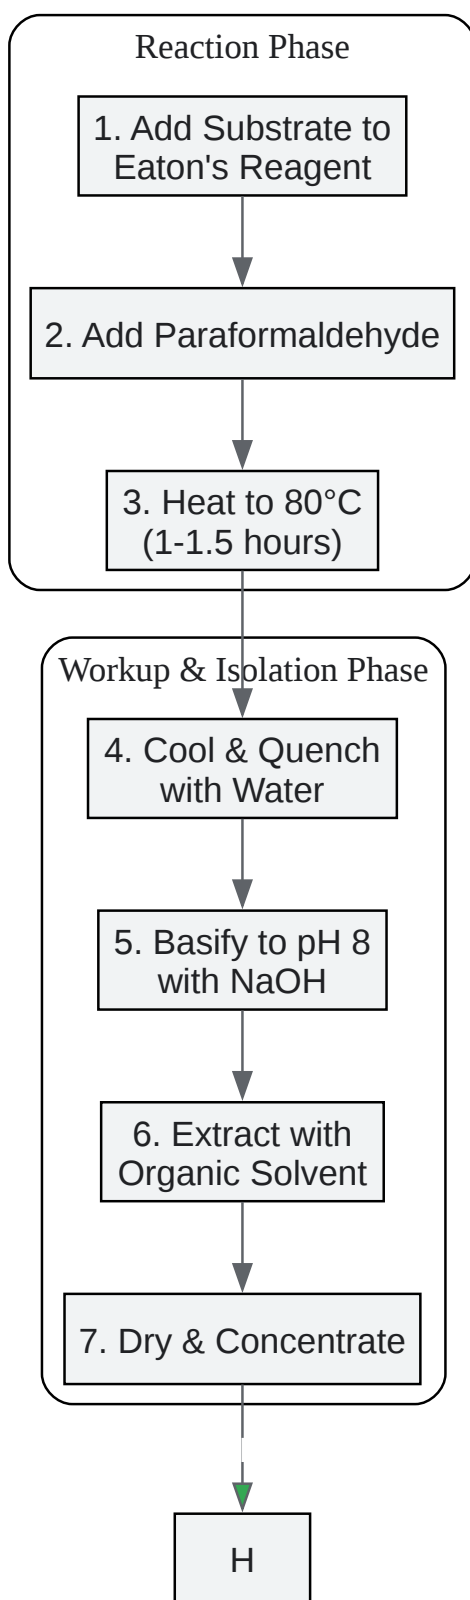 Reaction Phase
1. Add Substrate to
Eaton's Reagent
2. Add Paraformaldehyde
3. Heat to 80°C
(1-1.5 hours)
Workup & Isolation Phase
4. Cool & Quench
with Water
5. Basify to pH 8
with NaOH
6. Extract with
Organic Solvent
7. Dry & Concentrate
H